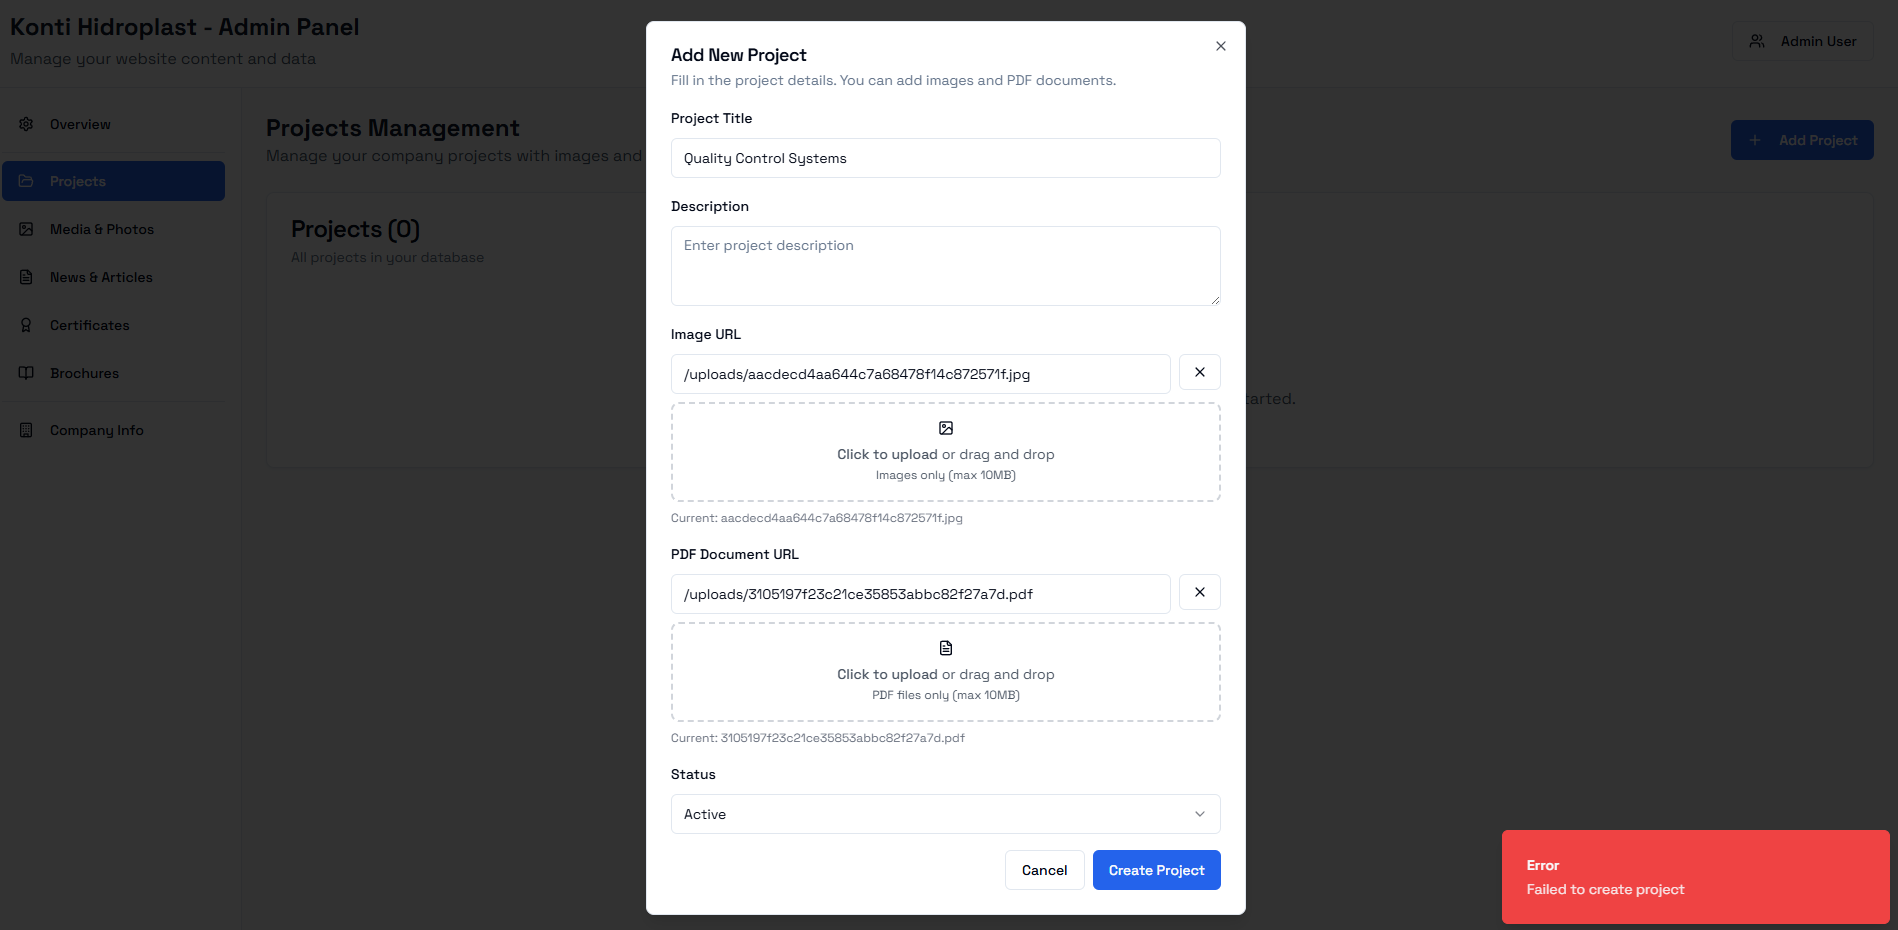 Konti Hidroplast - Admin Panel
Manage your website content and data
Admin User
Overview
Projects
Media & Photos
News & Articles
Certificates
Brochures
Company Info
Projects Management
Manage your company projects with images and
Add Project
Projects (0)
All projects in your database
tarted.
Add New Project
Fill in the project details. You can add images and PDF documents.
Project Title
Quality Control Systems
Description
Enter project description
Image URL
/uploads/aacdecd4aa644c7a68478f14c872571f.jpg
Click to upload or drag and drop
Images only (max 10MB)
Current: aacdecd4aa644c7a68478f14c872571f.jpg
PDF Document URL
/uploads/3105197f23c21ce35853abbc82f27a7d.pdf
Click to upload or drag and drop
PDF files only (max 10MB)
Current: 3105197f23c21ce35853abbc82f27a7d.pdf
Status
Active
Cancel
Create Project
Error
Failed to create project